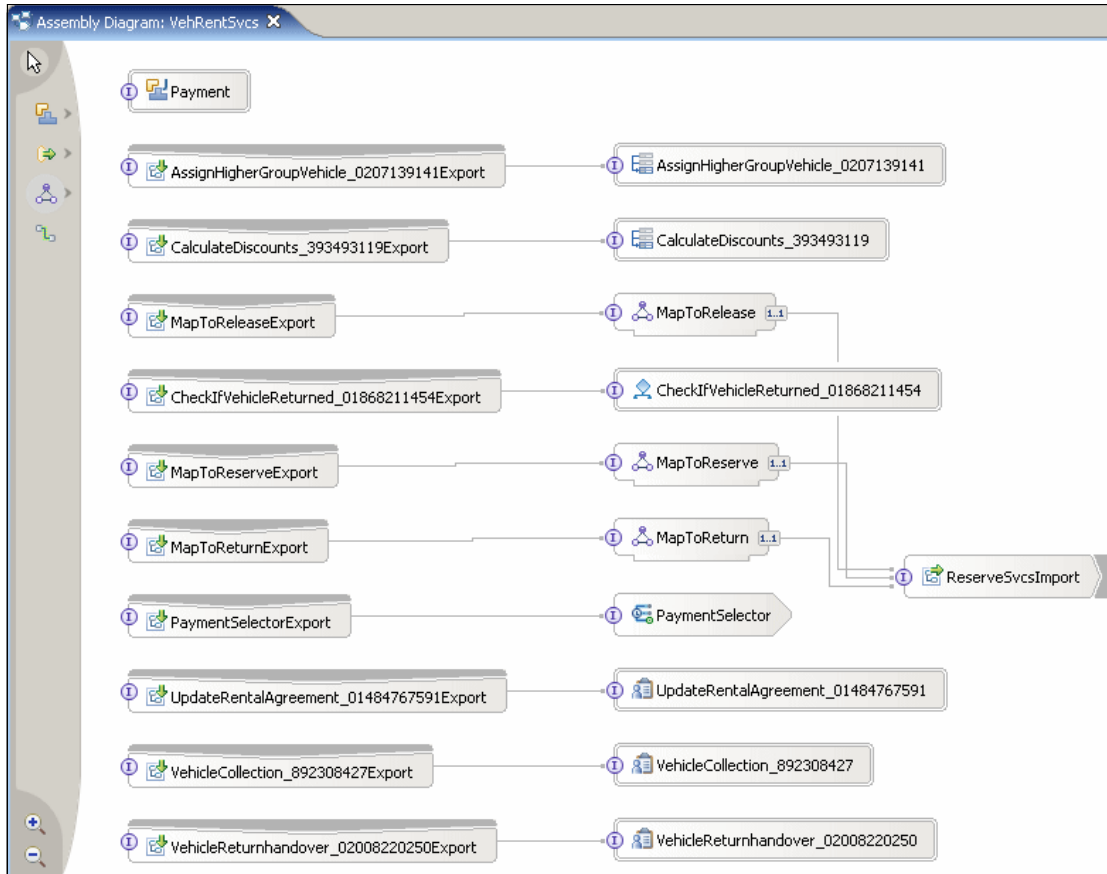 Assembly Diagram: VehRentSvcs
Payment
AssignHigherGroupVehicle_0207139141Export
AssignHigherGroupVehicle_0207139141
CalculateDiscounts_393493119Export
CalculateDiscounts_393493119
MapToReleaseExport
MapToRelease 1..1
CheckIfVehicleReturned_01868211454Export
CheckIfVehicleReturned_01868211454
MapToReserveExport
MapToReserve 1..1
MapToReturnExport
MapToReturn 1..1
ReserveSvcsImport
PaymentSelectorExport
PaymentSelector
UpdateRentalAgreement_01484767591Export
UpdateRentalAgreement_01484767591
VehicleCollection_892308427Export
VehicleCollection_892308427
VehicleReturnhandover_02008220250Export
VehicleReturnhandover_02008220250